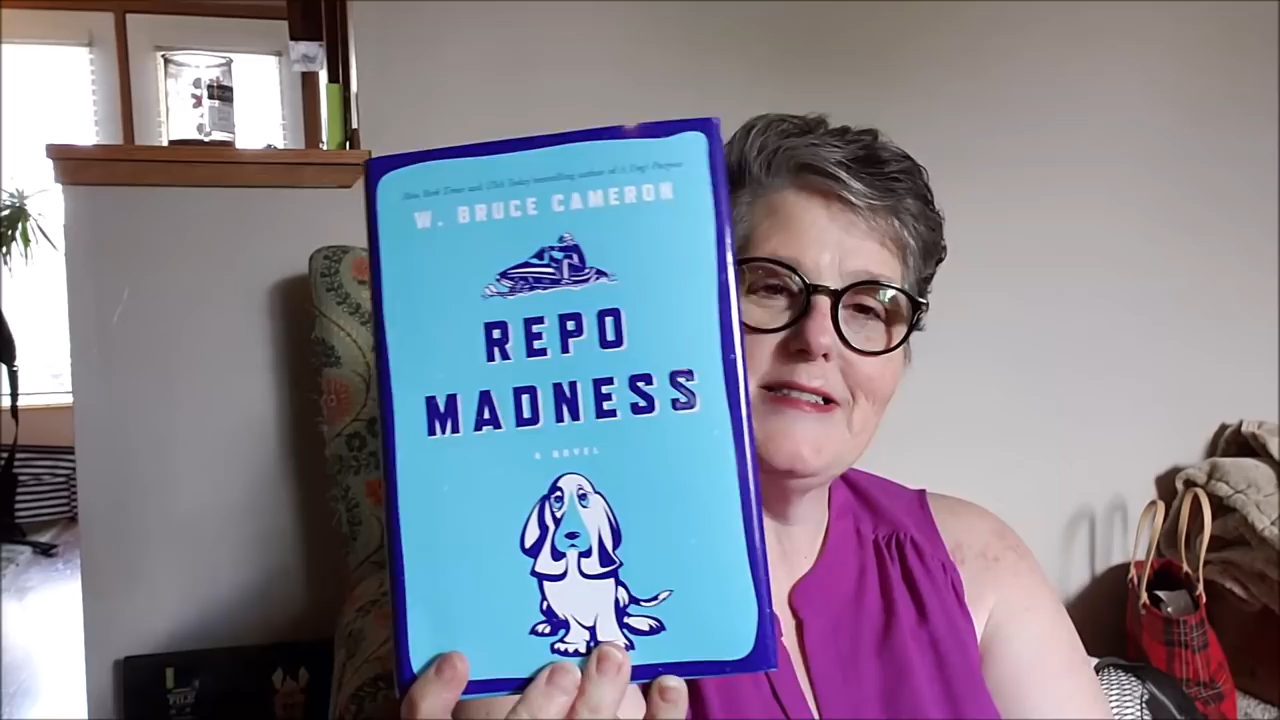 New York Times and USA Today bestselling author of A Dog's Purpose
W. BRUCE CAMERON
REPO
MADNESS
A NOVEL